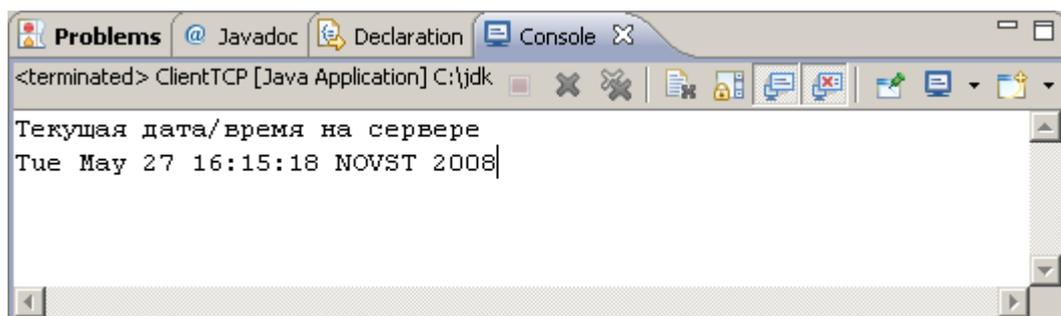 Problems @ Javadoc Declaration Console
<terminated> ClientTCP [Java Application] C:\jdk
Текущая дата/время на сервере
Tue May 27 16:15:18 NOVST 2008